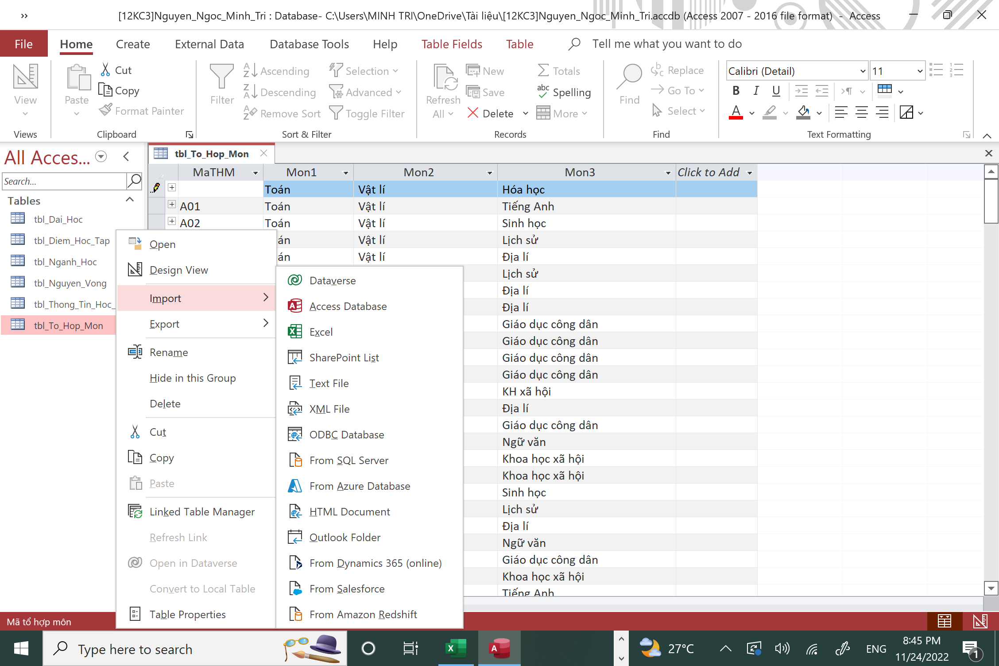 [12KC3]Nguyen_Ngoc_Minh_Tri : Database- C:\Users\MINH TRI\OneDrive\Tài liệu\[12KC3]Nguyen_Ngoc_Minh_Tri.accdb (Access 2007 - 2016 file format) - Access
File Home Create External Data Database Tools Help Table Fields Table Tell me what you want to do
View
Views
Paste
Cut
Copy
Format Painter
Clipboard
Filter
Ascending
Descending
Remove Sort
Selection
Advanced
Toggle Filter
Sort & Filter
Refresh
All
New
Save
Delete
Totals
Spelling
More
Records
Find
Replace
Go To
Select
Find
Calibri (Detail) 11
B I U
A
Text Formatting
All Acces...
Search...
Tables
tbl_Dai_Hoc
tbl_Diem_Hoc_Tap
tbl_Nganh_Hoc
tbl_Nguyen_Vong
tbl_Thong_Tin_Hoc_
tbl_To_Hop_Mon
tbl_To_Hop_Mon
MaTHM Mon1 Mon2 Mon3 Click to Add
Toán Vật lí Hóa học
A01 Toán Vật lí Tiếng Anh
A02 Toán Vật lí Sinh học
án Vật lí Lịch sử
án Vật lí Địa lí
Lịch sử
Địa lí
Địa lí
Giáo dục công dân
Giáo dục công dân
Giáo dục công dân
Giáo dục công dân
KH xã hội
Địa lí
Giáo dục công dân
Ngữ văn
Khoa học xã hội
Khoa học xã hội
Sinh học
Lịch sử
Địa lí
Ngữ văn
Giáo dục công dân
Khoa học xã hội
Tiếng Anh
Open
Design View
Import
Export
Rename
Hide in this Group
Delete
Cut
Copy
Paste
Linked Table Manager
Refresh Link
Open in Dataverse
Convert to Local Table
Table Properties
Dataverse
Access Database
Excel
SharePoint List
Text File
XML File
ODBC Database
From SQL Server
From Azure Database
HTML Document
Outlook Folder
From Dynamics 365 (online)
From Salesforce
From Amazon Redshift
Mã tổ hợp môn
Type here to search
27°C
ENG
8:45 PM
11/24/2022
1